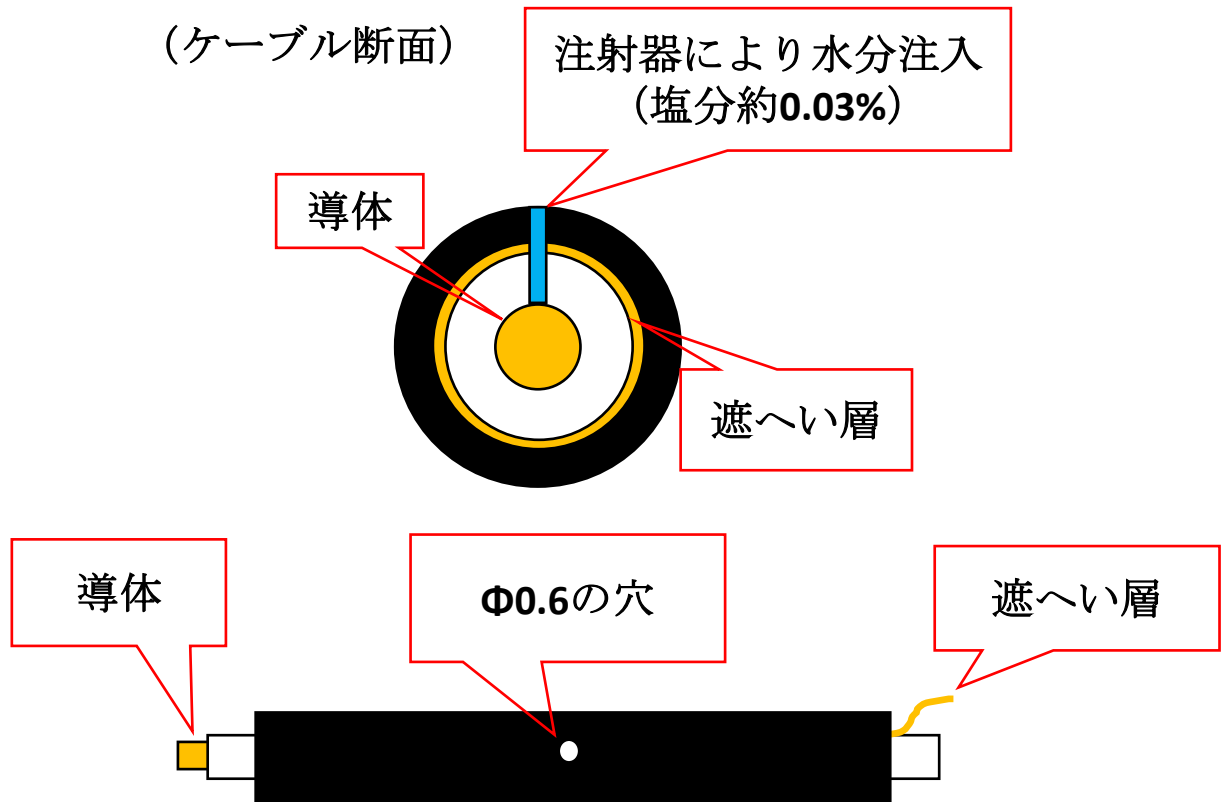 （ケーブル断面）
注射器により水分注入
（塩分約0.03%）
導体
遮へい層
導体
Φ0.6の穴
遮へい層